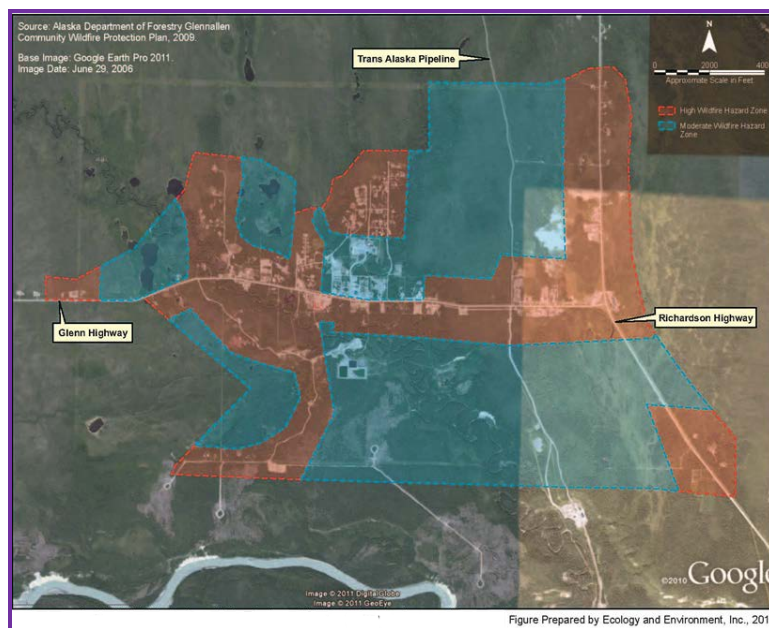 Source: Alaska Department of Forestry Glennallen
Community Wildfire Protection Plan, 2009.
Base Image: Google Earth Pro 2011.
Image Date: June 29, 2006
Trans Alaska Pipeline
N
0 2000 400
Approximate Scale in Feet
High Wildfire Hazard Zone
Moderate Wildfire Hazard
Zone
Glenn Highway
Richardson Highway
©2010 Google
Image © 2011 DigitalGlobe
Image © 2011 GeoEye
Figure Prepared by Ecology and Environment, Inc., 201